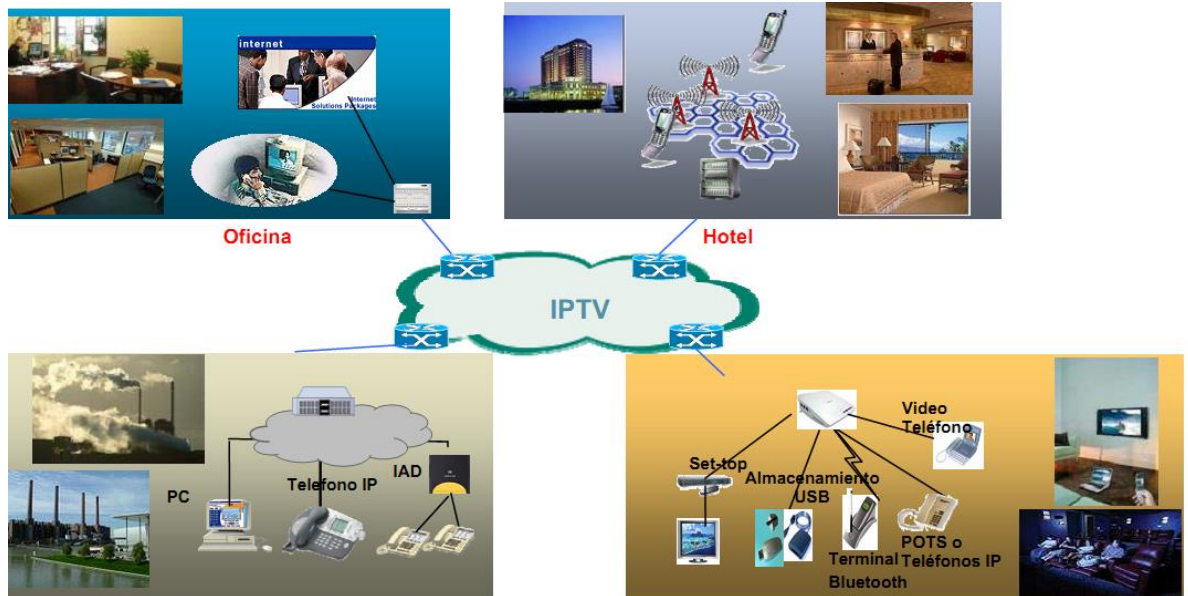 internet
Internet
Solutions Packages
Oficina
Hotel
IPTV
PC
Telefono IP
IAD
Set-top
Almacenamiento
USB
Video
Teléfono
Terminal
Bluetooth
POTS o
Teléfonos IP